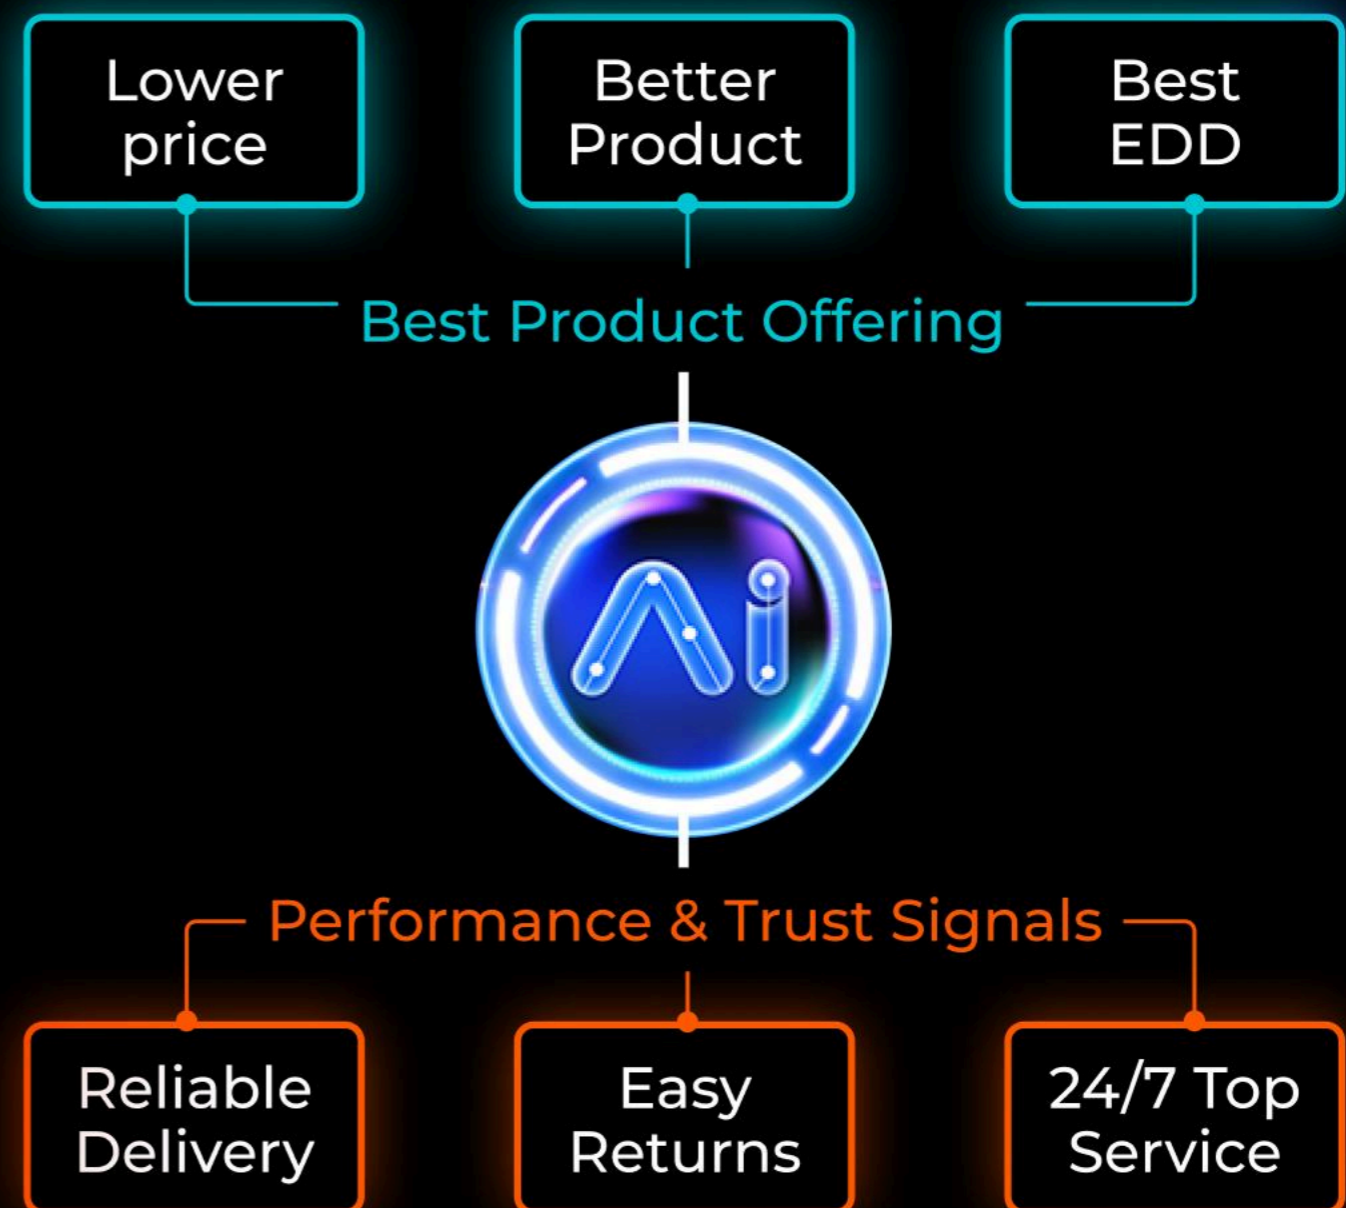 Lower
price
Better
Product
Best
EDD
Best Product Offering
Ai
Performance & Trust Signals
Reliable
Delivery
Easy
Returns
24/7 Top
Service